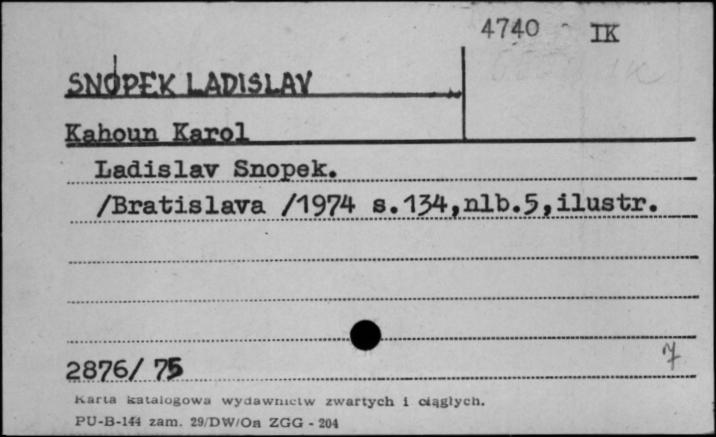 4740 IK
SNOPEK LADISLAV
Kahoun Karol
Ladislav Snopek.
/Bratislava /1974 s.134,nlb.5,ilustr.
2876/ 75
7
Karta katalogowa wydawnictw zwartych i ciągłych.
PU-B-144 zam. 29/DW/On ZGG - 204